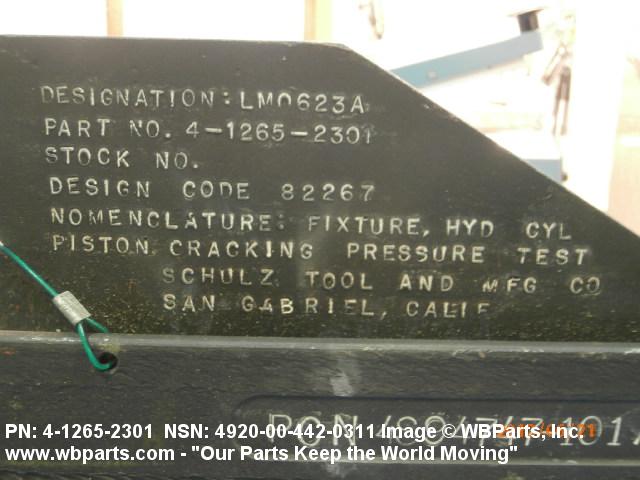 DESIGNATION: LM0623A
PART NO. 4-1265-2301
STOCK NO.
DESIGN CODE 82267
NOMENCLATURE: FIXTURE, HYD CYL
PISTON CRACKING PRESSURE TEST
SCHULZ TOOL AND MFG CO
SAN GABRIEL, CALIF
PN: 4-1265-2301 NSN: 4920-00-442-0311 Image © WBParts, Inc.
www.wbparts.com - "Our Parts Keep the World Moving"